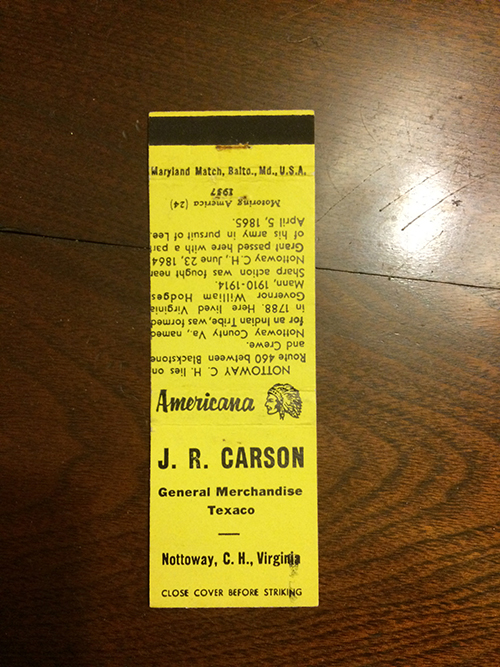 Maryland Match, Balto., Md., U.S.A.
NOTTOWAY C. H. lies on
Route 460 between Blackstone
and Crewe.
Nottoway County, Va., named
for an Indian Tribe, was formed
in 1788. Here lived Virginia
Governor William Hodges
Mann, 1910-1914.
Sharp action was fought near
Nottoway C.H., June 23, 1864
Grant passed here with a part
of his army in pursuit of Lee,
April 5, 1865.
Motoring America (24)
Americana
J. R. CARSON
General Merchandise
Texaco
Nottoway, C. H., Virginia
CLOSE COVER BEFORE STRIKING